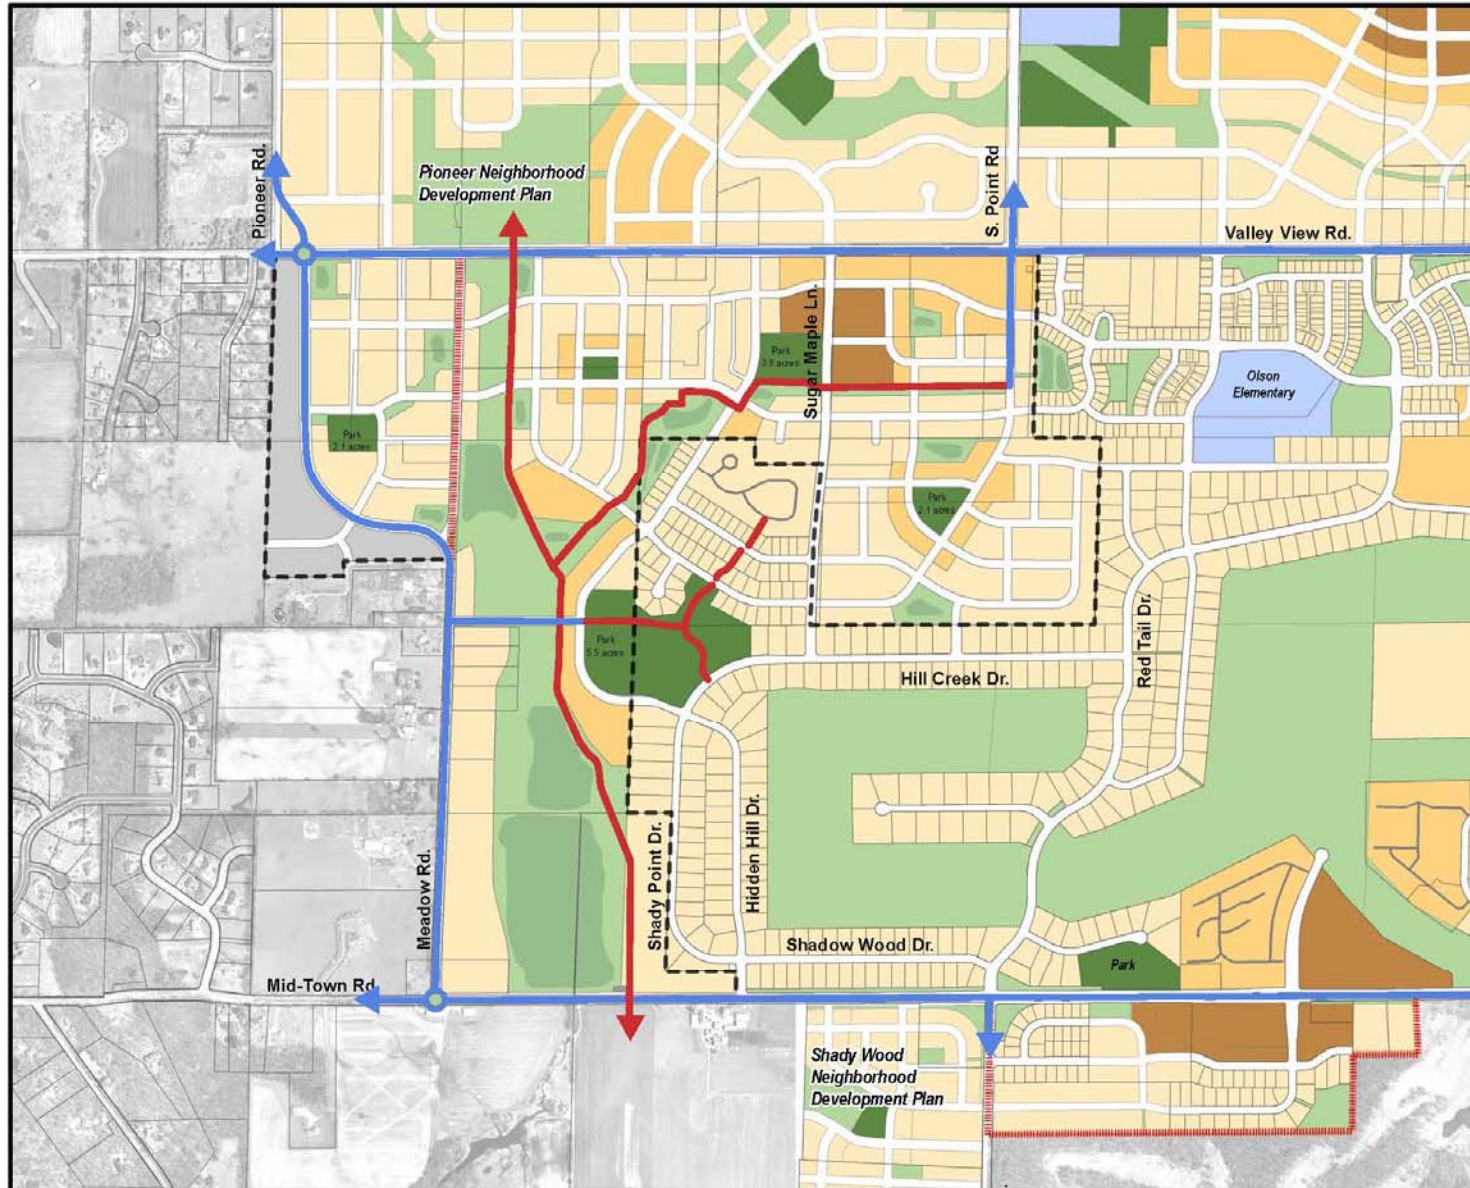 Pioneer Rd.
Pioneer Neighborhood
Development Plan
S. Point Rd
Valley View Rd.
Sugar Maple Ln.
Park
3.8 acres
Olson
Elementary
Park
2.1 acres
Park
2.1 acres
Park
5.5 acres
Red Tail Dr.
Hill Creek Dr.
Meadow Rd.
Shady Point Dr.
Hidden Hill Dr.
Shadow Wood Dr.
Park
Mid-Town Rd.
Shady Wood
Neighborhood
Development Plan